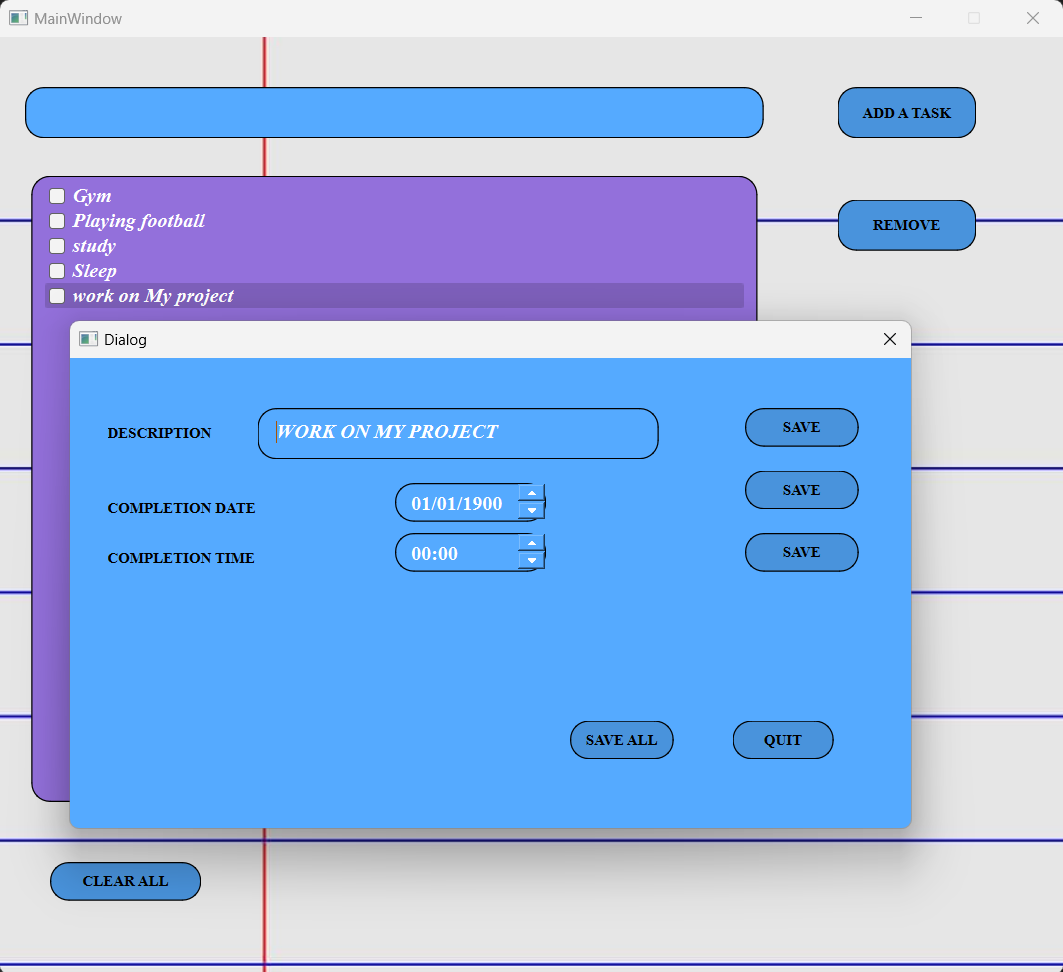 MainWindow
ADD A TASK
Gym
Playing football
REMOVE
study
Sleep
work on My project
Dialog
DESCRIPTION
WORK ON MY PROJECT
SAVE
COMPLETION DATE
01/01/1900
SAVE
COMPLETION TIME
00:00
SAVE
SAVE ALL
QUIT
CLEAR ALL